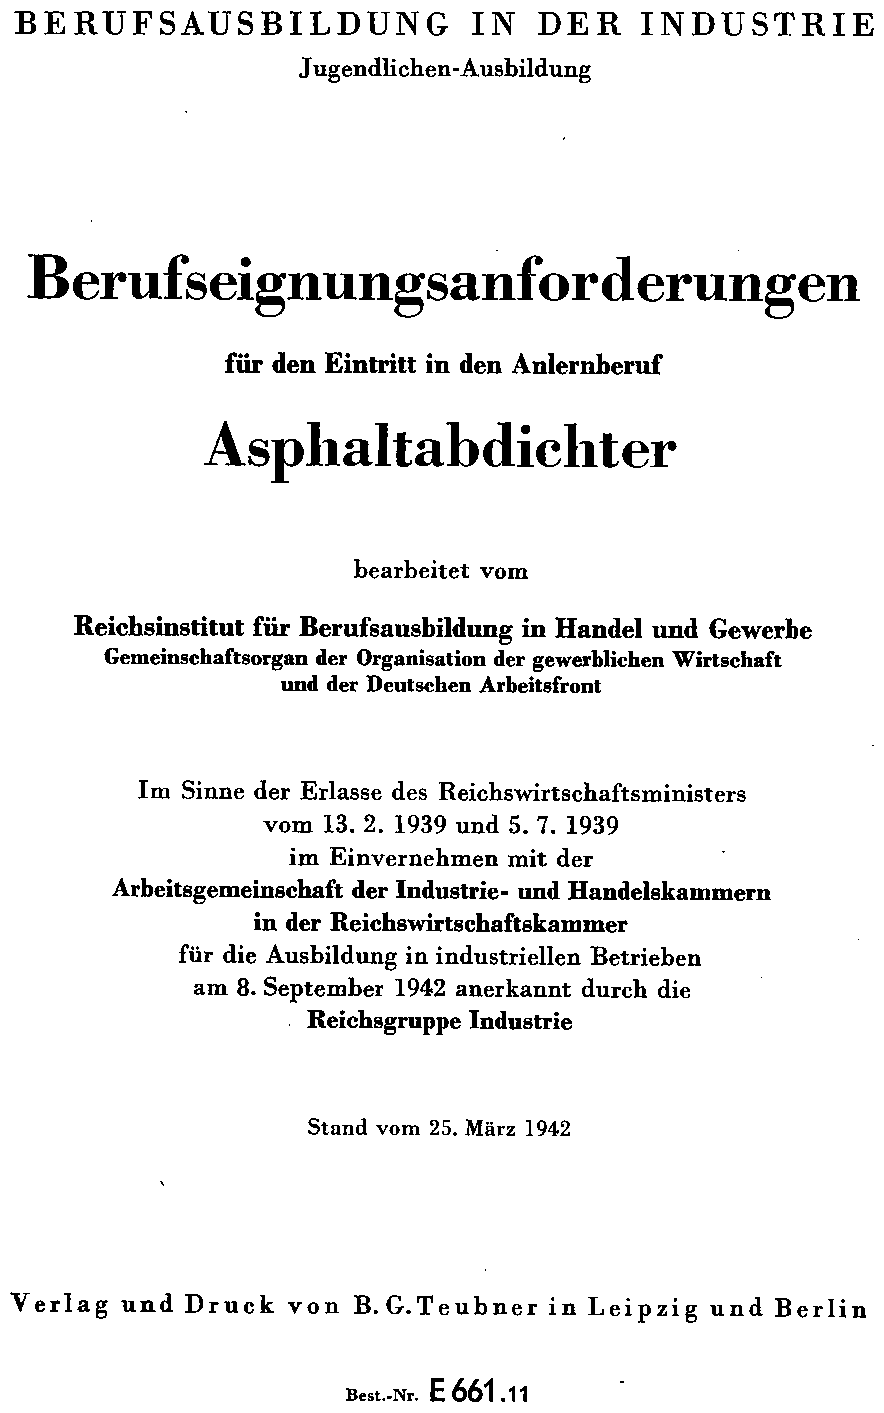 BERUFSAUSBILDUNG IN DER INDUSTRIE
Jugendlichen-Ausbildung
Berufseignungsanforderungen
für den Eintritt in den Anlernberuf
Asphaltabdichter
bearbeitet vom
Reichsinstitut für Berufsausbildung in Handel und Gewerbe
Gemeinschaftsorgan der Organisation der gewerblichen Wirtschaft
und der Deutschen Arbeitsfront
Im Sinne der Erlasse des Reichswirtschaftsministers
vom 13. 2. 1939 und 5. 7. 1939
im Einvernehmen mit der
Arbeitsgemeinschaft der Industrie- und Handelskammern
in der Reichswirtschaftskammer
für die Ausbildung in industriellen Betrieben
am 8. September 1942 anerkannt durch die
Reichsgruppe Industrie
Stand vom 25. März 1942
Verlag und Druck von B. G. Teubner in Leipzig und Berlin
Best.-Nr. E 661.11